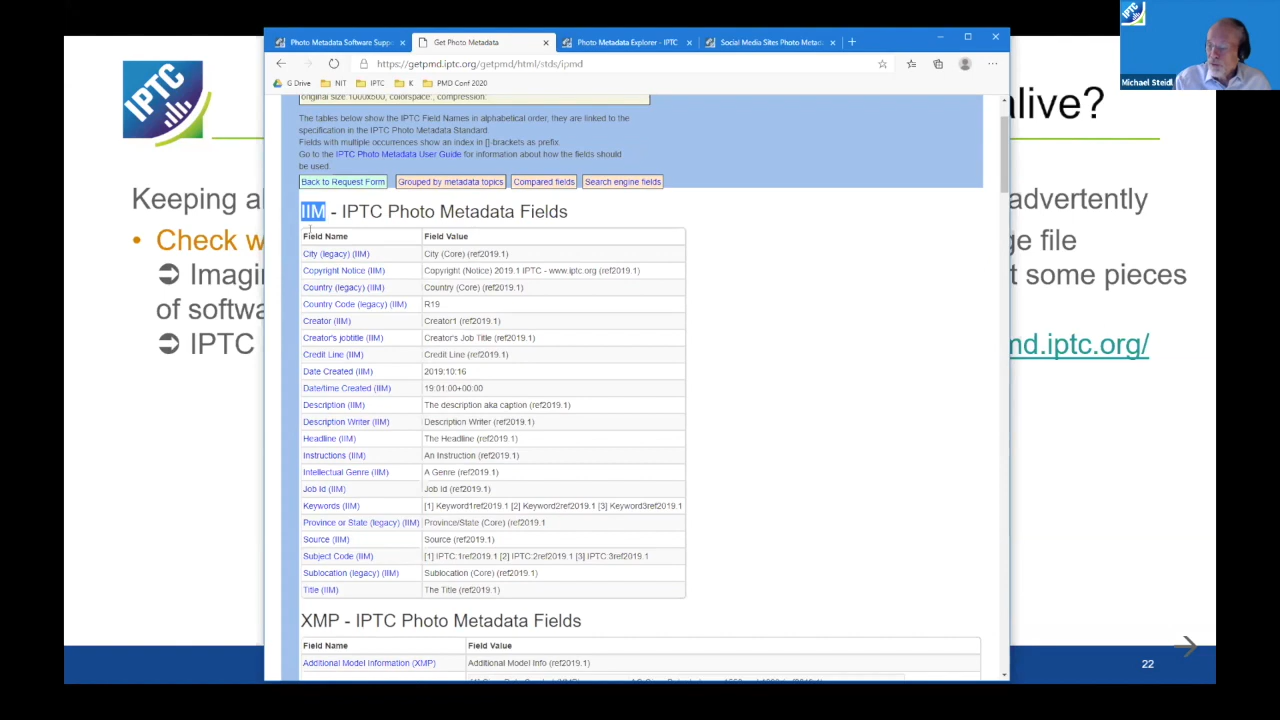 Photo Metadata Software Suppo
Get Photo Metadata
Photo Metadata Explorer - IPTC
Social Media Sites Photo Metad
https://getpmd.iptc.org/getpmd/html/stds/ipmd
G Drive
NIT
IPTC
K
PMD Conf 2020
Michael Steidl
IPTC
alive?
original size:1000x500, colorspace:, compression:
The tables below show the IPTC Field Names in alphabetical order, they are linked to the
specification in the IPTC Photo Metadata Standard.
Fields with multiple occurrences show an index in []-brackets as prefix.
Go to the IPTC Photo Metadata User Guide for information about how the fields should
be used.
Back to Request Form
Grouped by metadata topics
Compared fields
Search engine fields
Keeping a
advertently
IIM - IPTC Photo Metadata Fields
Check w
ge file
Imagi
t some pieces
of softwa
IPTC
md.iptc.org/
Field Name Field Value
City (legacy) (IIM) City (Core) (ref2019.1)
Copyright Notice (IIM) Copyright (Notice) 2019.1 IPTC - www.iptc.org (ref2019.1)
Country (legacy) (IIM) Country (Core) (ref2019.1)
Country Code (legacy) (IIM) R19
Creator (IIM) Creator1 (ref2019.1)
Creator's jobtitle (IIM) Creator's Job Title (ref2019.1)
Credit Line (IIM) Credit Line (ref2019.1)
Date Created (IIM) 2019:10:16
Date/time Created (IIM) 19:01:00+00:00
Description (IIM) The description aka caption (ref2019.1)
Description Writer (IIM) Description Writer (ref2019.1)
Headline (IIM) The Headline (ref2019.1)
Instructions (IIM) An Instruction (ref2019.1)
Intellectual Genre (IIM) A Genre (ref2019.1)
Job Id (IIM) Job Id (ref2019.1)
Keywords (IIM) [1] Keyword1ref2019.1 [2] Keyword2ref2019.1 [3] Keyword3ref2019.1
Province or State (legacy) (IIM) Province/State (Core) (ref2019.1
Source (IIM) Source (ref2019.1)
Subject Code (IIM) [1] IPTC:1ref2019.1 [2] IPTC:2ref2019.1 [3] IPTC:3ref2019.1
Sublocation (legacy) (IIM) Sublocation (Core) (ref2019.1)
Title (IIM) The Title (ref2019.1)
XMP - IPTC Photo Metadata Fields
Field Name Field Value
Additional Model Information (XMP) Additional Model Info (ref2019.1)
22